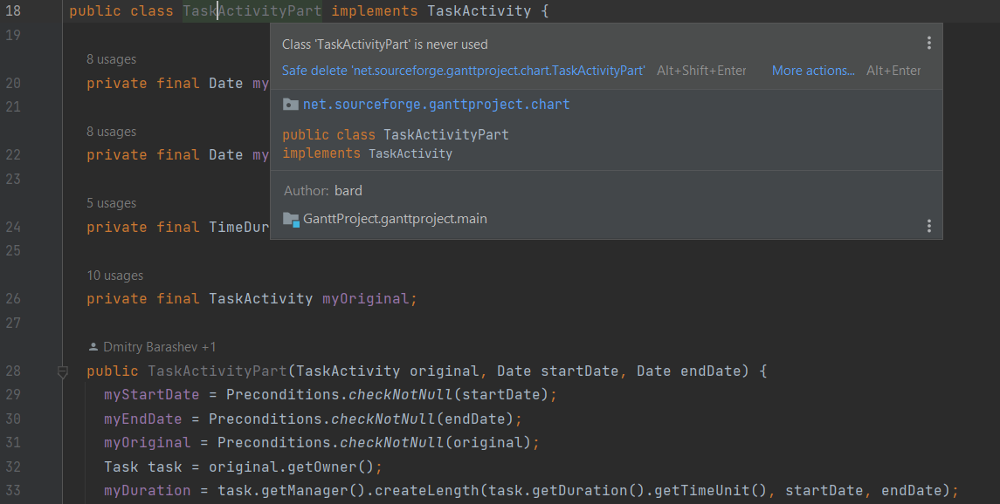 18 public class TaskActivityPart implements TaskActivity {
19
Class 'TaskActivityPart' is never used
Safe delete 'net.sourceforge.ganttproject.chart.TaskActivityPart' Alt+Shift+Enter More actions... Alt+Enter
net.sourceforge.ganttproject.chart
public class TaskActivityPart
implements TaskActivity
Author: bard
GanttProject.ganttproject.main
8 usages
20 private final Date my
21
8 usages
22 private final Date my
23
5 usages
24 private final TimeDur
25
10 usages
26 private final TaskActivity myOriginal;
27
Dmitry Barashev +1
28 public TaskActivityPart(TaskActivity original, Date startDate, Date endDate) {
29 myStartDate = Preconditions.checkNotNull(startDate);
30 myEndDate = Preconditions.checkNotNull(endDate);
31 myOriginal = Preconditions.checkNotNull(original);
32 Task task = original.getOwner();
33 myDuration = task.getManager().createLength(task.getDuration().getTimeUnit(), startDate, endDate);